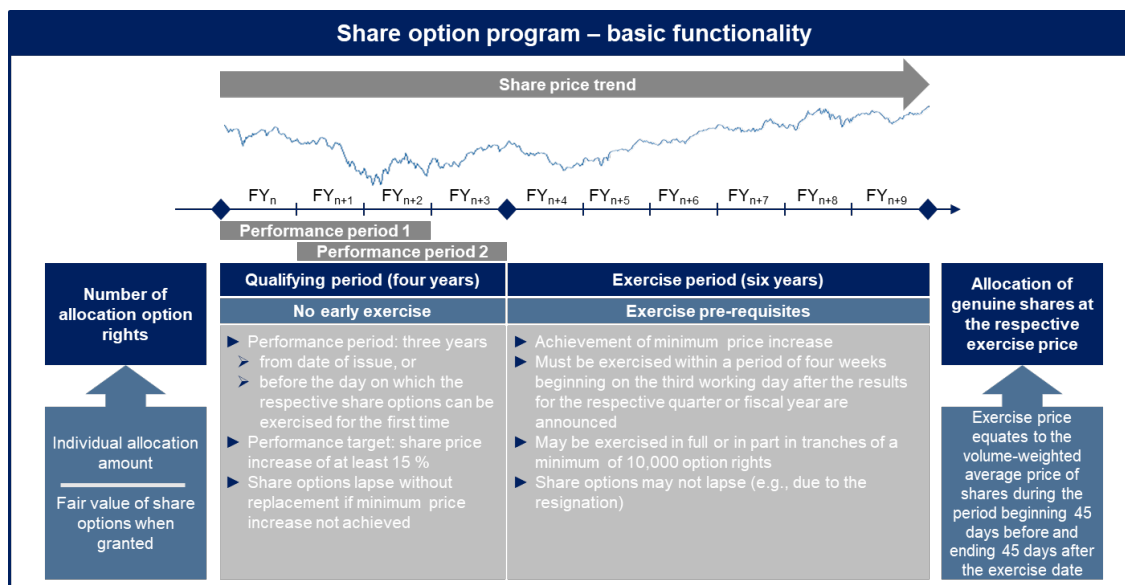 Share option program – basic functionality
Share price trend
FYn
FYn+1
FYn+2
FYn+3
FYn+4
FYn+5
FYn+6
FYn+7
FYn+8
FYn+9
Performance period 1
Performance period 2
Number of
allocation option
rights
Individual allocation
amount
Fair value of share
options when
granted
Qualifying period (four years)
No early exercise
► Performance period: three years
➢ from date of issue, or
➢ before the day on which the
respective share options can be
exercised for the first time
► Performance target: share price
increase of at least 15 %
► Share options lapse without
replacement if minimum price
increase not achieved
Exercise period (six years)
Exercise pre-requisites
► Achievement of minimum price increase
► Must be exercised within a period of four weeks
beginning on the third working day after the results
for the respective quarter or fiscal year are
announced
► May be exercised in full or in part in tranches of a
minimum of 10,000 option rights
► Share options may not lapse (e.g., due to the
resignation)
Allocation of
genuine shares at
the respective
exercise price
Exercise price
equates to the
volume-weighted
average price of
shares during the
period beginning 45
days before and
ending 45 days after
the exercise date